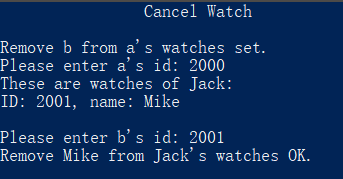 Cancel Watch
Remove b from a's watches set.
Please enter a's id: 2000
These are watches of Jack:
ID: 2001, name: Mike
Please enter b's id: 2001
Remove Mike from Jack's watches OK.